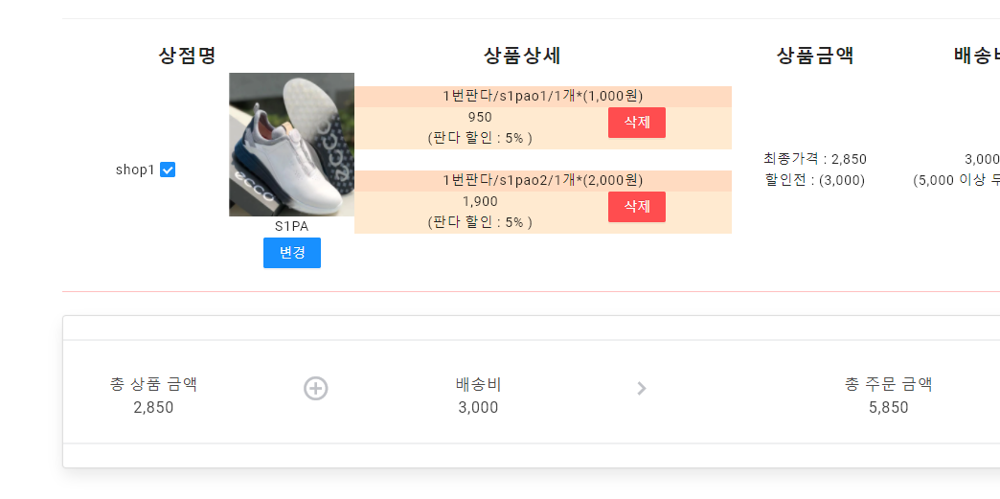 상점명
상품상세
상품금액
배송비
shop1
ecco
S1PA
변경
1번판다/s1pao1/1개*(1,000원)
950
(판다 할인 : 5% )
삭제
1번판다/s1pao2/1개*(2,000원)
1,900
(판다 할인 : 5% )
삭제
최종가격 : 2,850
할인전 : (3,000)
3,000
(5,000 이상 무
총 상품 금액
2,850
배송비
3,000
총 주문 금액
5,850